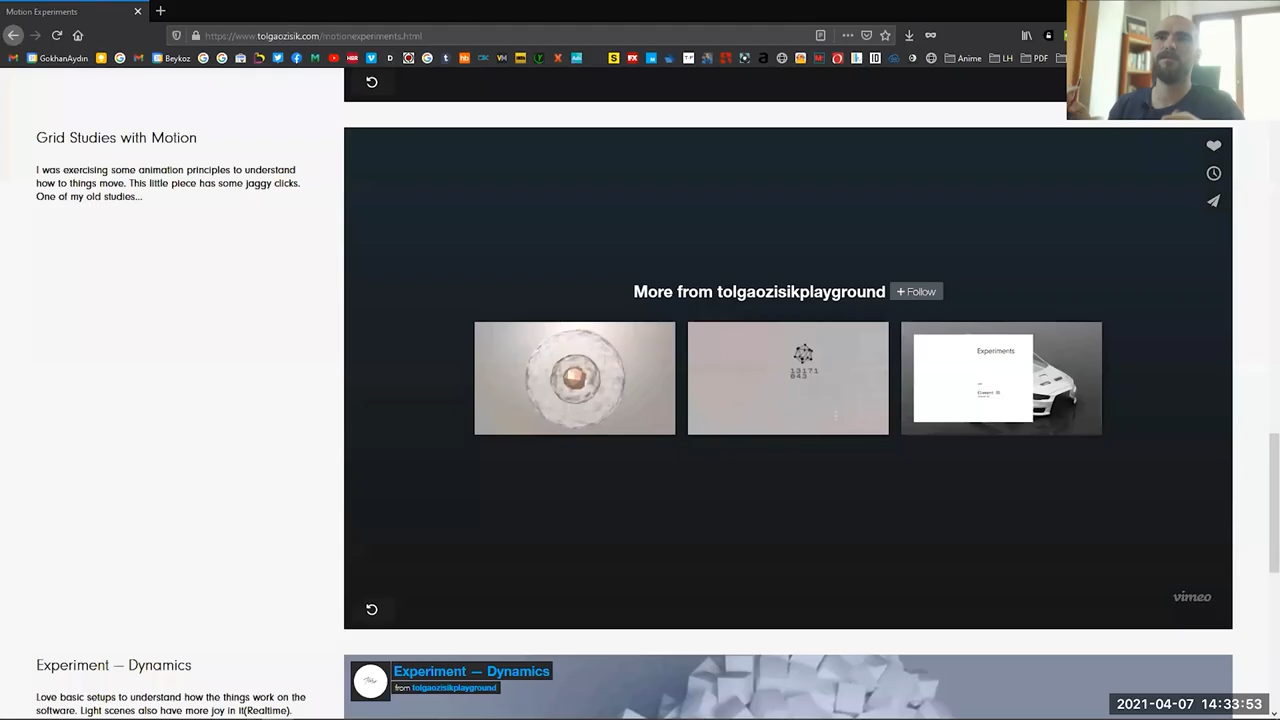 Motion Experiments
https://www.tolgaozisik.com/motionexperiments.html
GokhanAydın
Beykoz
Anime
LH
PDF
Grid Studies with Motion
I was exercising some animation principles to understand
how to things move. This little piece has some jaggy clicks.
One of my old studies...
More from tolgaozisikplayground
+ Follow
13171
643
Experiments
Element 3D
vimeo
Experiment — Dynamics
Love basic setups to understand how the things work on the
software. Light scenes also have more joy in it(Realtime).
Experiment — Dynamics
from tolgaozisikplayground
2021-04-07 14:33:53